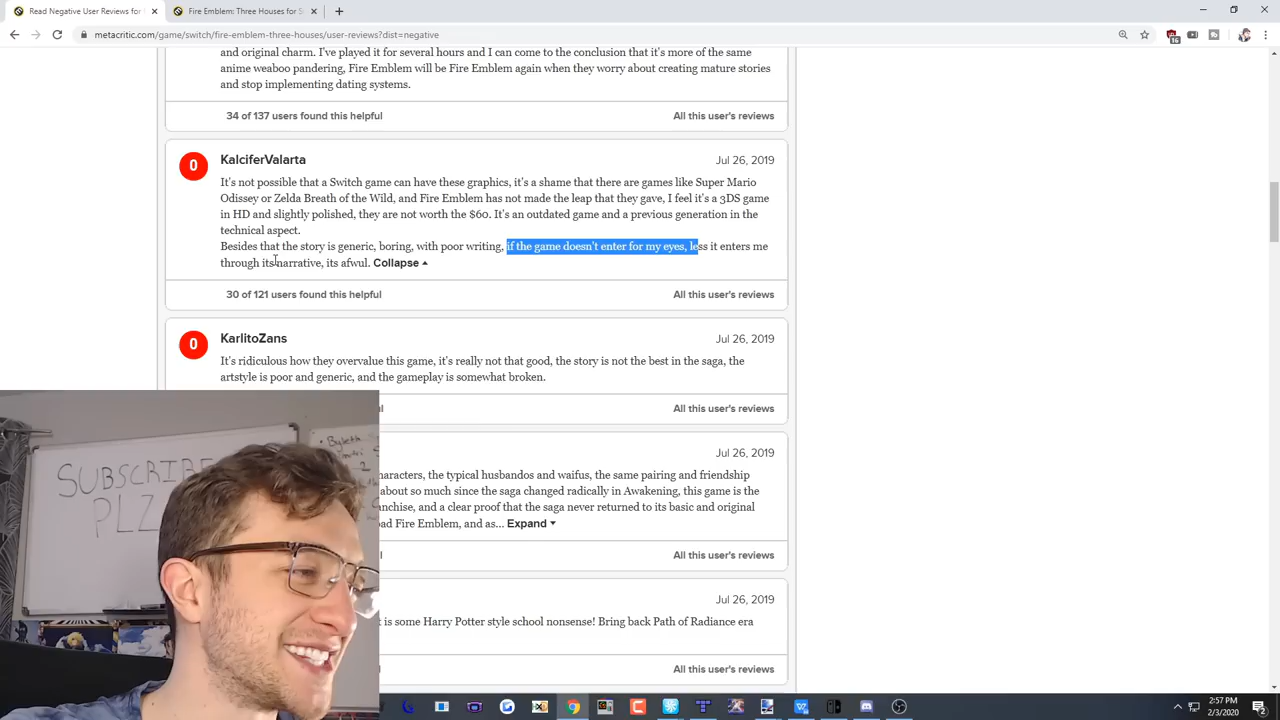 Read Negative User Reviews for
Fire Emblem: Three Houses for S
metacritic.com/game/switch/fire-emblem-three-houses/user-reviews?dist=negative
and original charm. I've played it for several hours and I can come to the conclusion that it's more of the same
anime weaboo pandering, Fire Emblem will be Fire Emblem again when they worry about creating mature stories
and stop implementing dating systems.
34 of 137 users found this helpful
All this user's reviews
0
KalciferValarta
Jul 26, 2019
It's not possible that a Switch game can have these graphics, it's a shame that there are games like Super Mario
Odissey or Zelda Breath of the Wild, and Fire Emblem has not made the leap that they gave, I feel it's a 3DS game
in HD and slightly polished, they are not worth the $60. It's an outdated game and a previous generation in the
technical aspect.
Besides that the story is generic, boring, with poor writing, if the game doesn't enter for my eyes, less it enters me
through its narrative, its afwul. Collapse
30 of 121 users found this helpful
All this user's reviews
0
KarlitoZans
Jul 26, 2019
It's ridiculous how they overvalue this game, it's really not that good, the story is not the best in the saga, the
artstyle is poor and generic, and the gameplay is somewhat broken.
All this user's reviews
Jul 26, 2019
haracters, the typical husbandos and waifus, the same pairing and friendship
about so much since the saga changed radically in Awakening, this game is the
nchise, and a clear proof that the saga never returned to its basic and original
oad Fire Emblem, and as... Expand
All this user's reviews
Jul 26, 2019
t is some Harry Potter style school nonsense! Bring back Path of Radiance era
All this user's reviews
SUBSCRIBE
PLZ
2:57 PM
2/3/2020